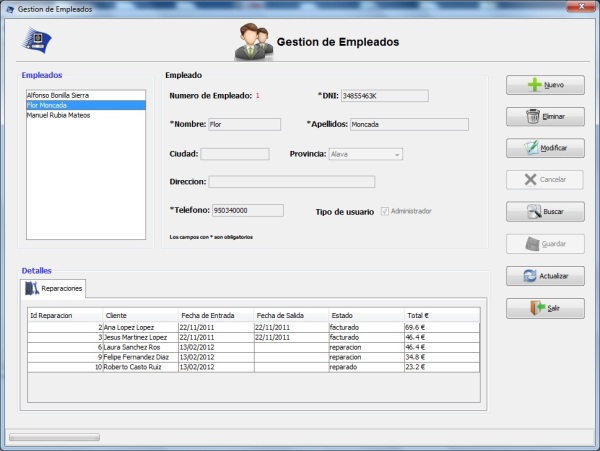 Gestion de Empleados
Gestion de Empleados
Empleados
Alfonso Bonilla Sierra
Flor Moncada
Manuel Rubia Mateos
Empleado
Numero de Empleado: 1 *DNI: 34855463K
*Nombre: Flor *Apellidos: Moncada
Ciudad: Provincia: Alava
Direccion:
*Telefono: 950340000 Tipo de usuario Administrador
Los campos con * son obligatorios
Nuevo
Eliminar
Modificar
Cancelar
Buscar
Guardar
Actualizar
Salir
Detalles
Reparaciones
Id Reparacion Cliente Fecha de Entrada Fecha de Salida Estado Total €
2 Ana Lopez Lopez 22/11/2011 22/11/2011 facturado 69.6 €
3 Jesus Martinez Lopez 22/11/2011 22/11/2011 facturado 46.4 €
6 Laura Sanchez Ros 13/02/2012 reparacion 46.4 €
9 Felipe Fernandez Diaz 13/02/2012 reparacion 34.8 €
10 Roberto Casto Ruiz 13/02/2012 reparado 23.2 €